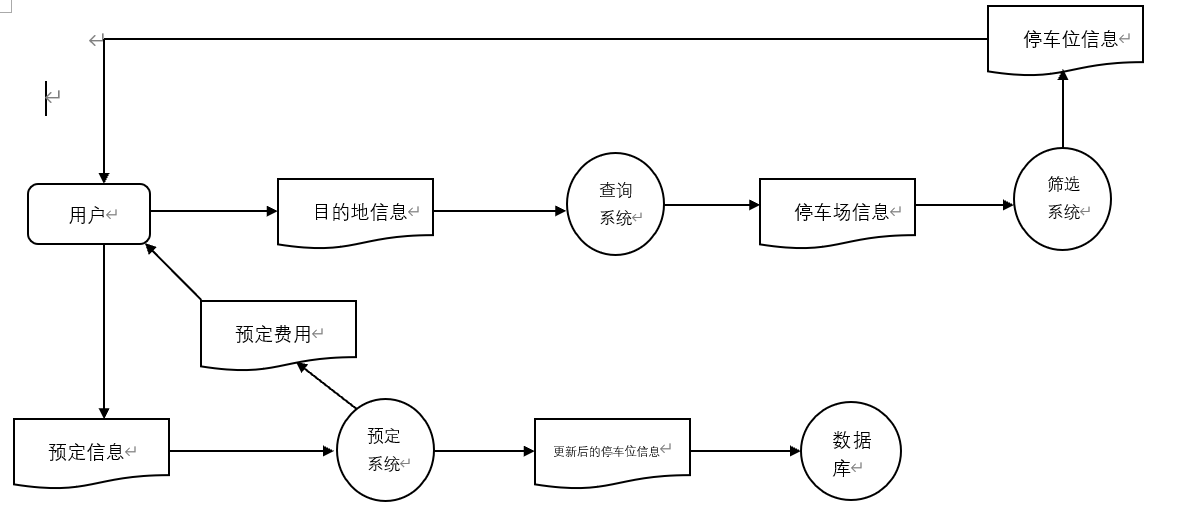 停车位信息
用户
目的地信息
查询
系统
停车场信息
筛选
系统
预定费用
预定信息
预定
系统
更新后的停车位信息
数据
库